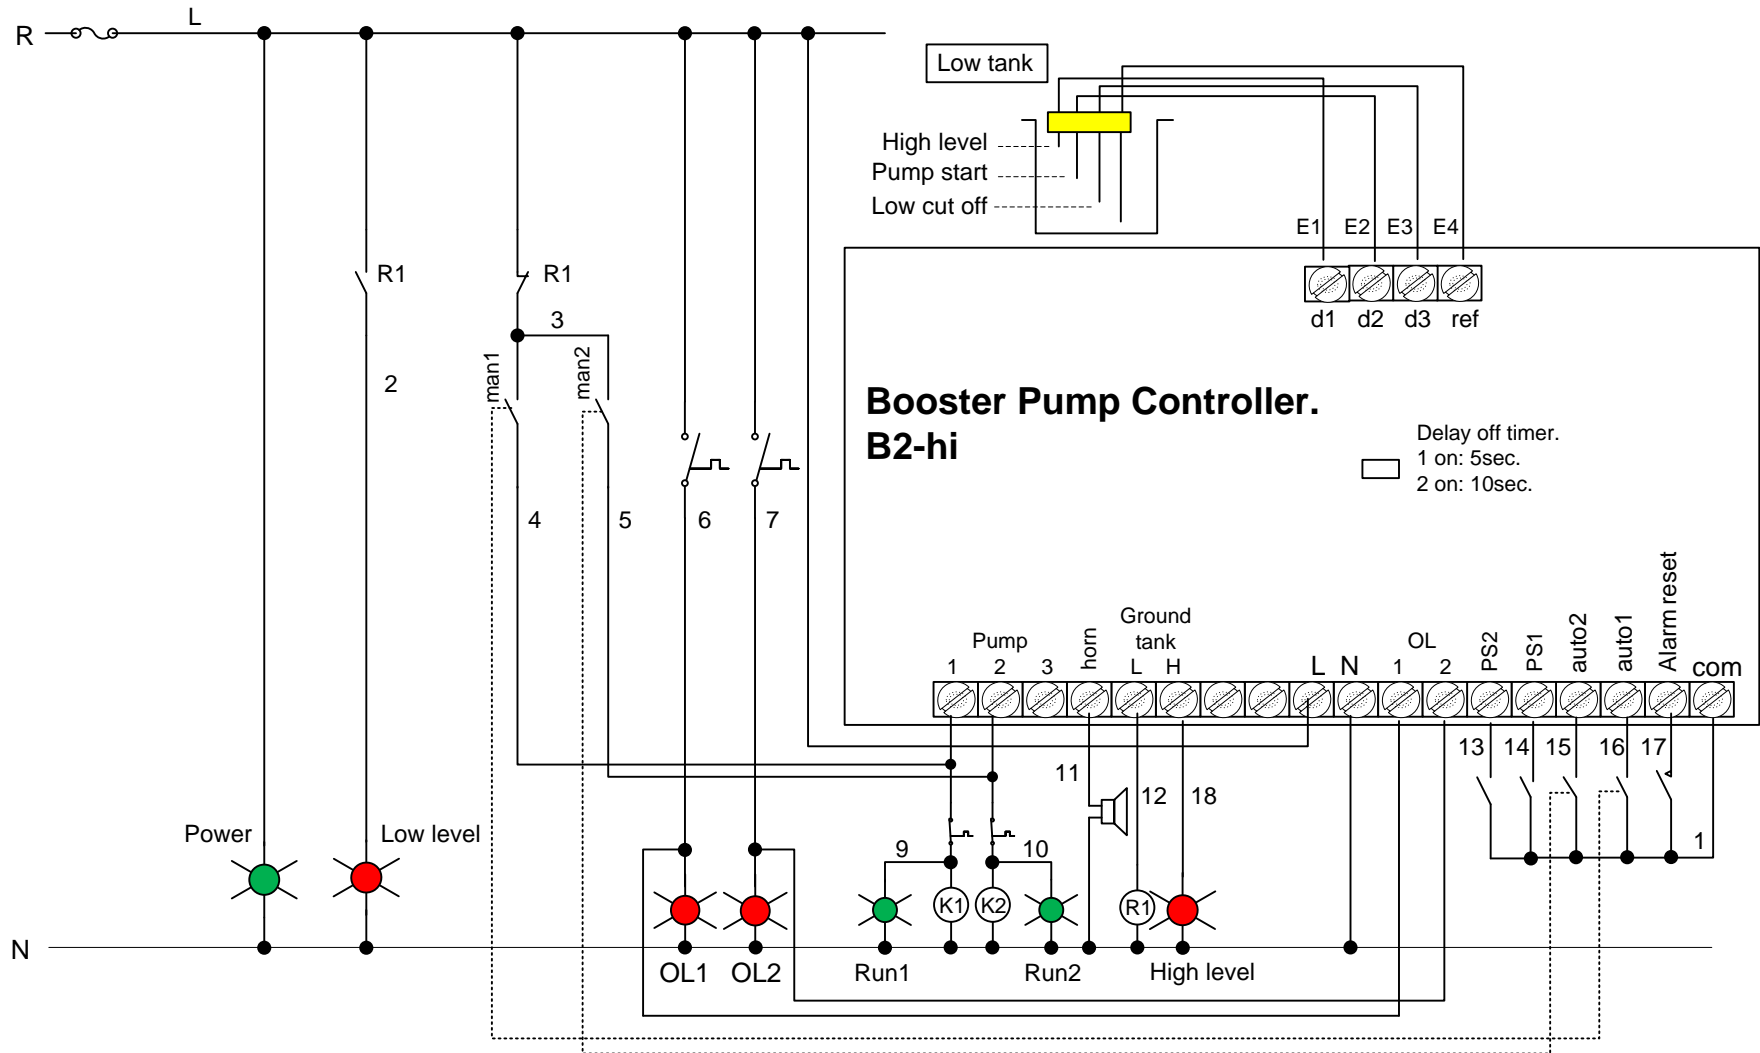 R
L
Low tank
High level
Pump start
Low cut off
E1 E2 E3 E4
d1 d2 d3 ref
R1
R1
3
man1
man2
2
Booster Pump Controller.
B2-hi
Delay off timer.
1 on: 5sec.
2 on: 10sec.
4 5 6 7
Pump
1 2 3
horn
Ground
tank
L H
L N
OL
1 2
PS2
PS1
auto2
auto1
Alarm reset
com
13 14 15 16 17
11 12 18
Power
Low level
9 10
1
K1 K2
R1
N
OL1 OL2
Run1
Run2
High level